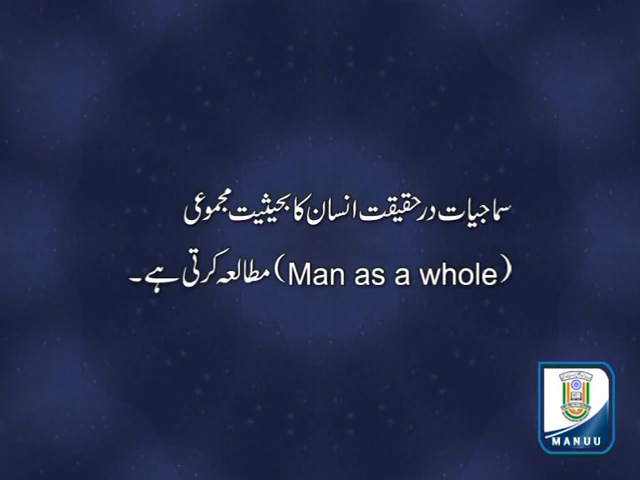 سماجیات درحقیقت انسان کا بحیثیت مجموعی
(Man as a whole) مطالعہ کرتی ہے۔
MANUU